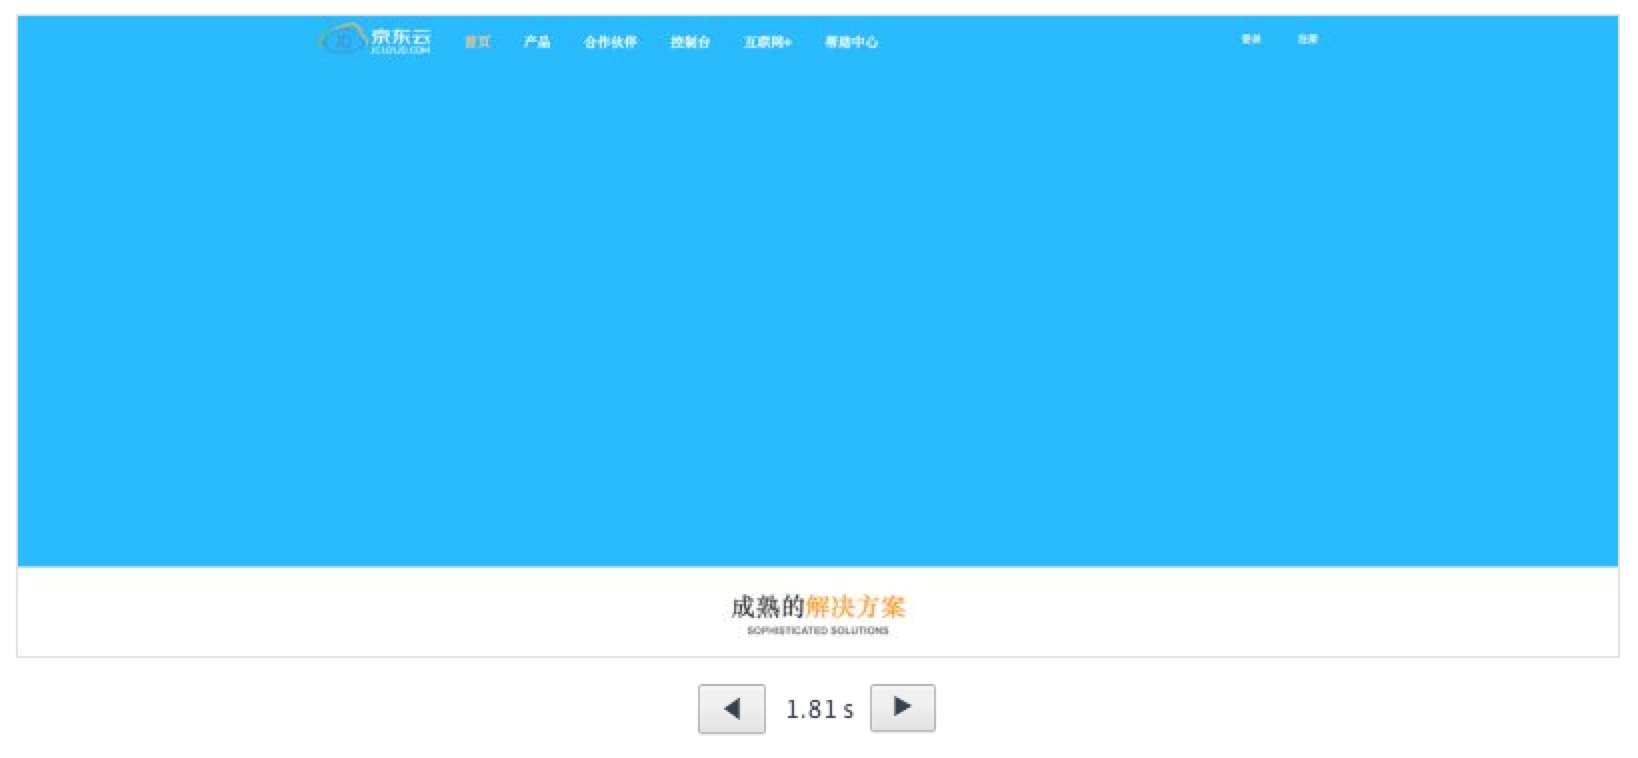 京东云 首页 产品 合作伙伴 控制台 互联网+ 帮助中心 登录 注册
JCLOUD.COM
成熟的解决方案
SOPHISTICATED SOLUTIONS
1.81 s